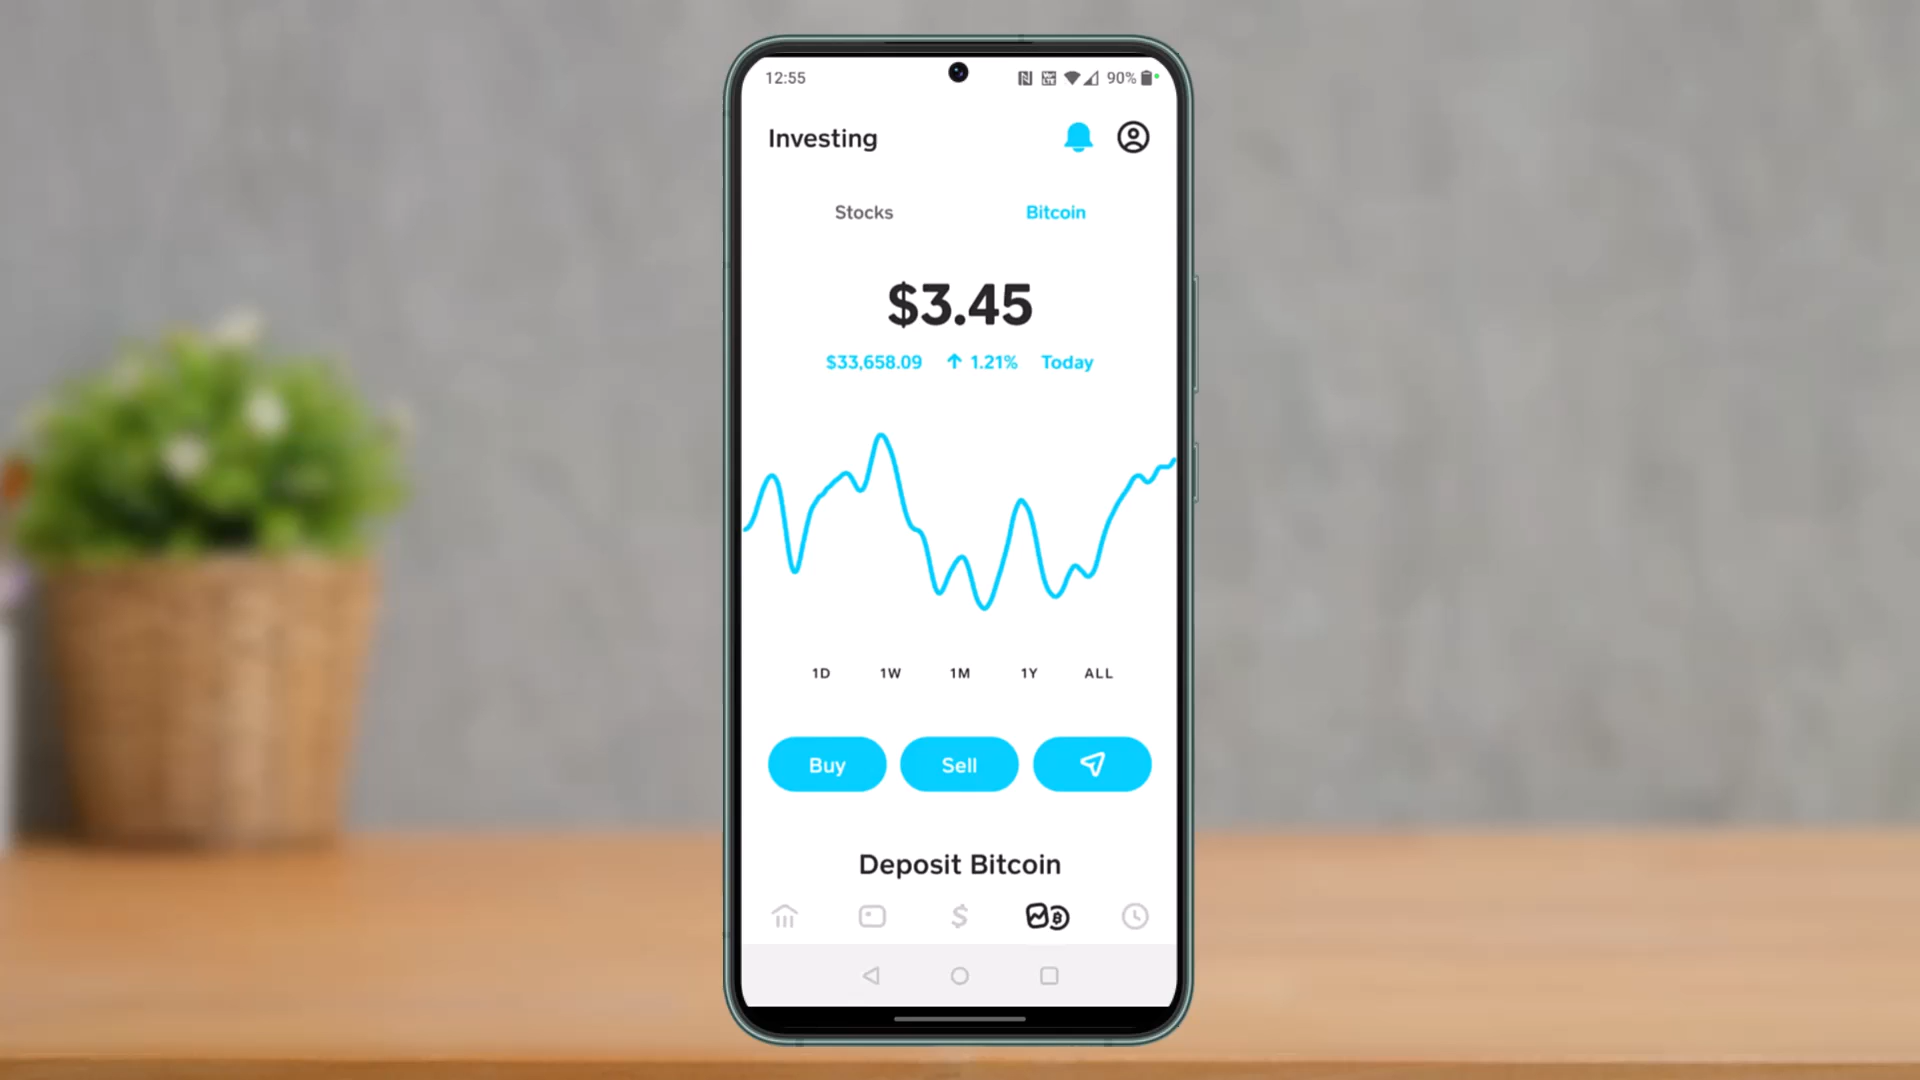 12:55 90%
Investing
Stocks Bitcoin
$3.45
$33,658.09 ↑ 1.21% Today
1D 1W 1M 1Y ALL
Buy Sell
Deposit Bitcoin